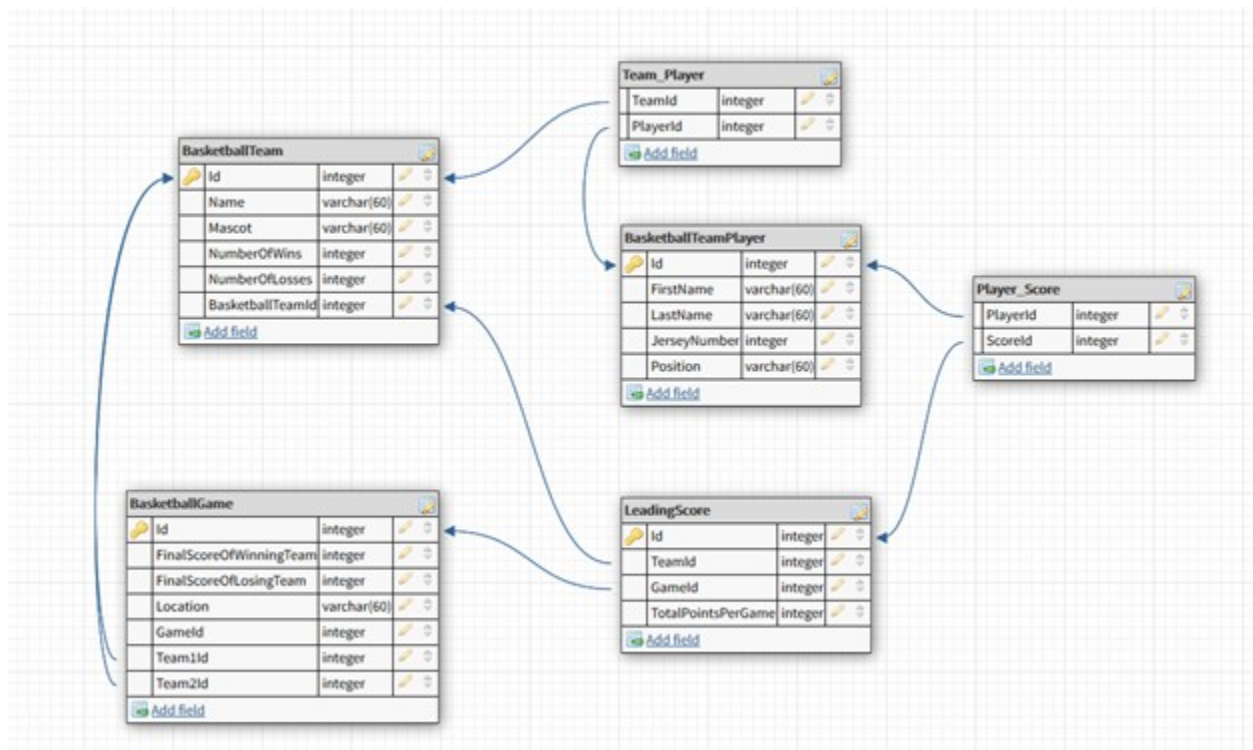 Team_Player
TeamId integer
PlayerId integer
Add field
BasketballTeam
Id integer
Name varchar(60)
Mascot varchar(60)
NumberOfWins integer
NumberOfLosses integer
BasketballTeamId integer
Add field
BasketballTeamPlayer
Id integer
FirstName varchar(60)
LastName varchar(60)
JerseyNumber integer
Position varchar(60)
Add field
Player_Score
PlayerId integer
ScoreId integer
Add field
BasketballGame
Id integer
FinalScoreOfWinningTeam integer
FinalScoreOfLosingTeam integer
Location varchar(60)
GameId integer
Team1Id integer
Team2Id integer
Add field
LeadingScore
Id integer
TeamId integer
GameId integer
TotalPointsPerGame integer
Add field